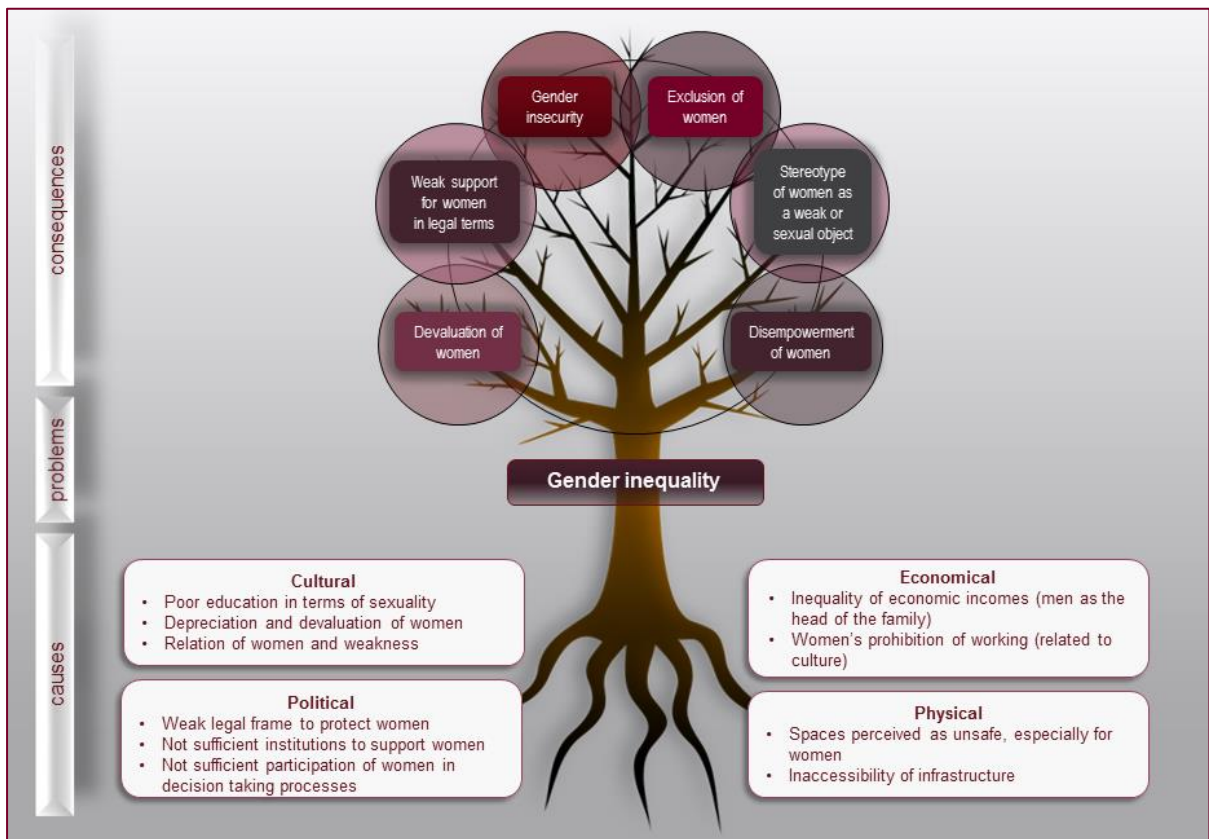 consequences
Gender
insecurity
Exclusion of
women
Weak support
for women
in legal terms
Stereotype
of women as
a weak or
sexual object
Devaluation of
women
Disempowerment
of women
problems
Gender inequality
causes
Cultural
• Poor education in terms of sexuality
• Depreciation and devaluation of women
• Relation of women and weakness
Economical
• Inequality of economic incomes (men as the
head of the family)
• Women's prohibition of working (related to
culture)
Political
• Weak legal frame to protect women
• Not sufficient institutions to support women
• Not sufficient participation of women in
decision taking processes
Physical
• Spaces perceived as unsafe, especially for
women
• Inaccessibility of infrastructure